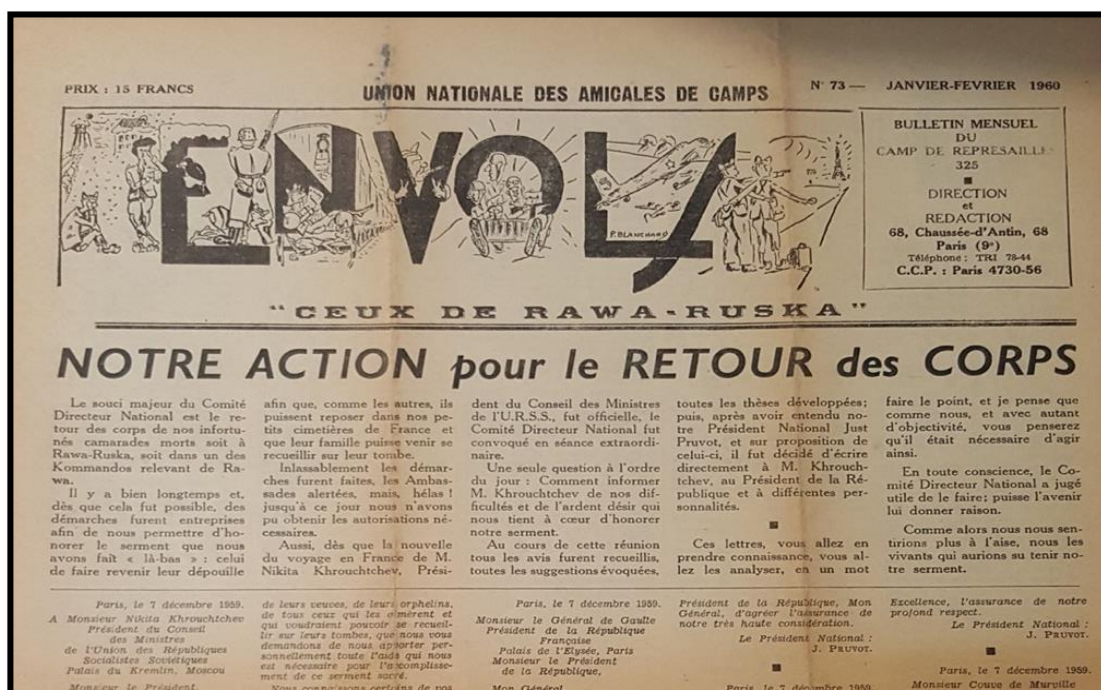 PRIX : 15 FRANCS
UNION NATIONALE DES AMICALES DE CAMPS
N° 73 — JANVIER-FEVRIER 1960
ENVOLS
P. BLANCHARD
BULLETIN MENSUEL
DU
CAMP DE REPRESAILLES
325
■
DIRECTION
et
REDACTION
68, Chaussée-d'Antin, 68
Paris (9e)
Téléphone : TRI 78-44
C.C.P. : Paris 4730-56
"CEUX DE RAWA-RUSKA"
NOTRE ACTION pour le RETOUR des CORPS
Le souci majeur du Comité
Directeur National est le re-
tour des corps de nos infortu-
nés camarades morts soit à
Rawa-Ruska, soit dans un des
Kommandos relevant de Ra-
wa.
Il y a bien longtemps et,
dès que cela fut possible, des
démarches furent entreprises
afin de nous permettre d'ho-
norer le serment que nous
avons fait « là-bas » : celui
de faire revenir leur dépouille
afin que, comme les autres, ils
puissent reposer dans nos pe-
tits cimetières de France et
que leur famille puisse venir se
recueillir sur leur tombe.
Inlassablement les démar-
ches furent faites, les Ambas-
sades alertées, mais, hélas !
jusqu'à ce jour nous n'avons
pu obtenir les autorisations né-
cessaires.
Aussi, dès que la nouvelle
du voyage en France de M.
Nikita Khrouchtchev, Prési-
dent du Conseil des Ministres
de l'U.R.S.S., fut officielle, le
Comité Directeur National fut
convoqué en séance extraordi-
naire.
Une seule question à l'ordre
du jour : Comment informer
M. Khrouchtchev de nos dif-
ficultés et de l'ardent désir qui
nous tient à cœur d'honorer
notre serment.
Au cours de cette réunion
tous les avis furent recueillis,
toutes les suggestions évoquées,
toutes les thèses développées;
puis, après avoir entendu no-
tre Président National Just
Pruvot, et sur proposition de
celui-ci, il fut décidé d'écrire
directement à M. Khrouch-
tchev, au Président de la Ré-
publique et à différentes per-
sonnalités.
■
Ces lettres, vous allez en
prendre connaissance, vous al-
lez les analyser, en un mot
faire le point, et je pense que
comme nous, et avec autant
d'objectivité, vous penserez
qu'il était nécessaire d'agir
ainsi.
En toute conscience, le Co-
mité Directeur National a jugé
utile de le faire; puisse l'avenir
lui donner raison.
Comme alors nous nous sen-
tirions plus à l'aise, nous les
vivants qui aurions su tenir no-
tre serment.
Paris, le 7 décembre 1959.
A Monsieur Nikita Khrouchtchev
Président du Conseil
des Ministres
de l'Union des Républiques
Socialistes Soviétiques
Palais du Kremlin, Moscou
Monsieur le Président,
de leurs veuves, de leurs orphelins,
de tous ceux qui les aimèrent et
qui voudraient pouvoir se recueil-
lir sur leurs tombes, que nous vous
demandons de nous apporter per-
sonnellement toute l'aide qui nous
est nécessaire pour l'accomplisse-
ment de ce serment sacré.
Nous connaissons certains de vos
Paris, le 7 décembre 1959.
Monsieur le Général de Gaulle
Président de la République
Française
Palais de l'Elysée, Paris
Monsieur le Président
de la République,
Mon Général,
Président de la République, Mon
Général, d'agréer l'assurance de
notre très haute considération.
Le Président National :
J. PRUVOT.
■
Paris, le 7 décembre 1959.
Excellence, l'assurance de notre
profond respect.
Le Président National :
J. PRUVOT.
■
Paris, le 7 décembre 1959.
Monsieur Couve de Murville